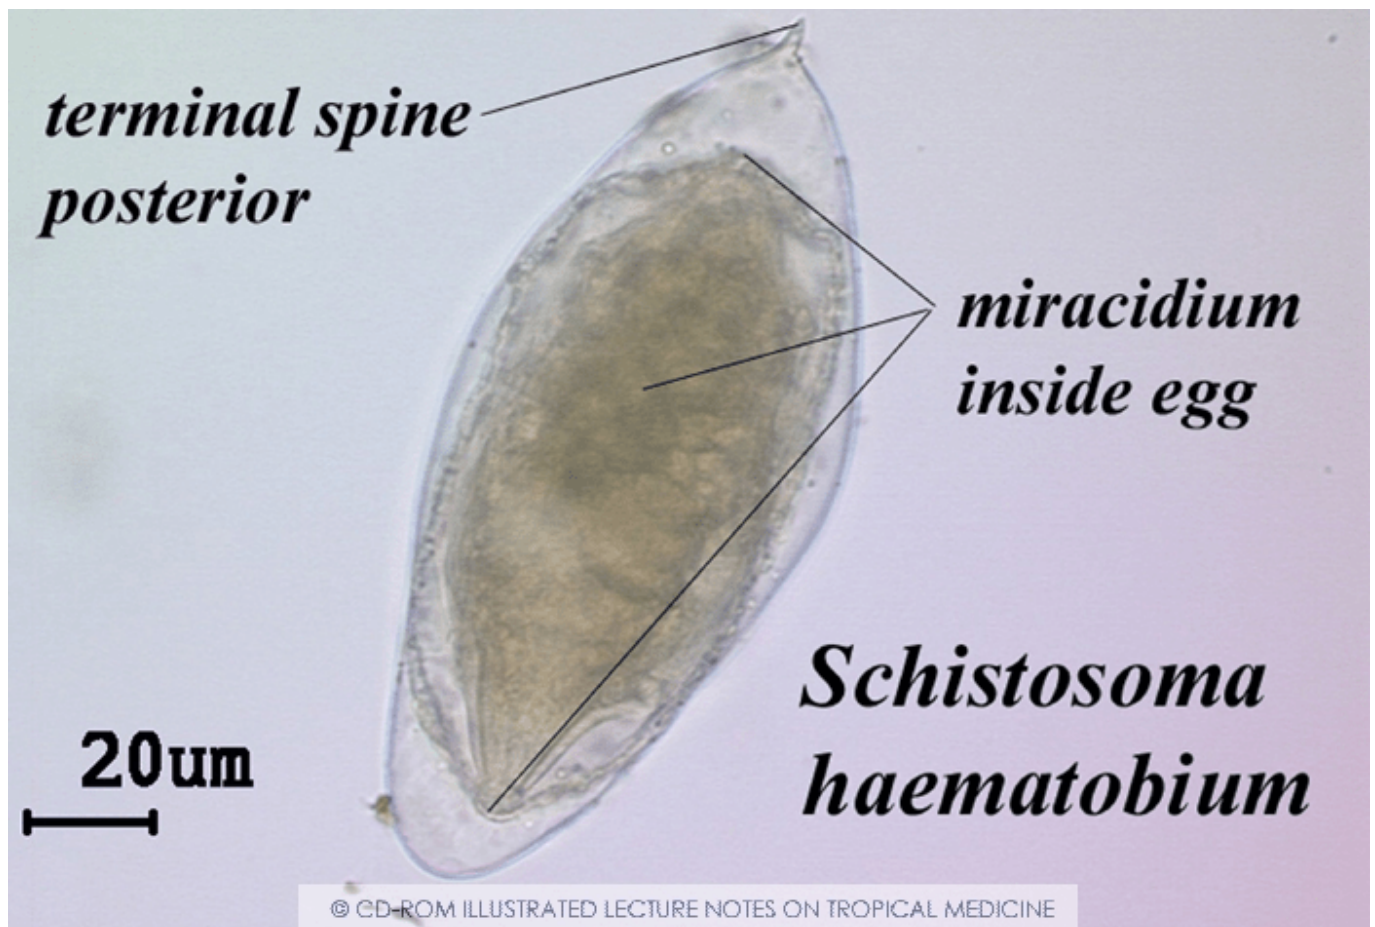 terminal spine
posterior
miracidium
inside egg
Schistosoma
haematobium
20um
© CD-ROM ILLUSTRATED LECTURE NOTES ON TROPICAL MEDICINE